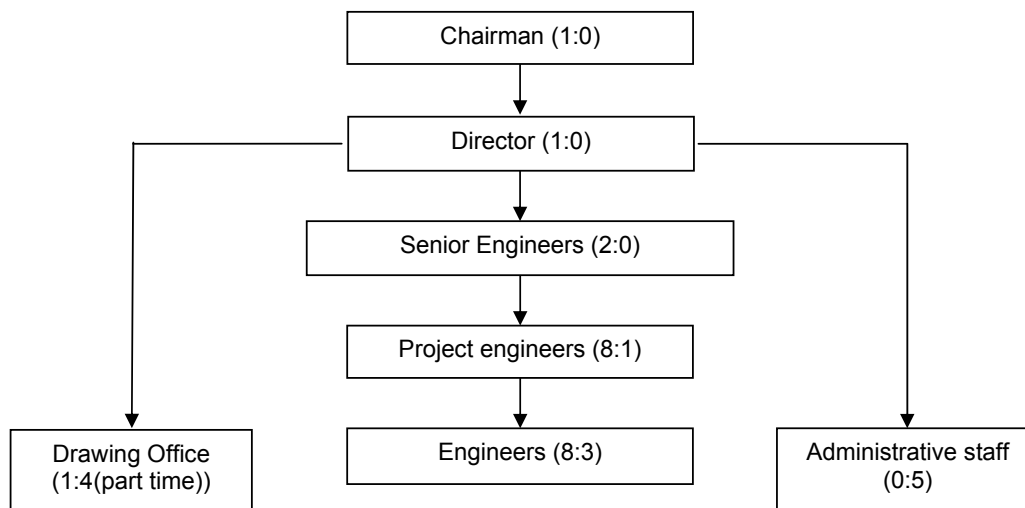 Chairman (1:0)
Director (1:0)
Senior Engineers (2:0)
Project engineers (8:1)
Engineers (8:3)
Drawing Office
(1:4(part time))
Administrative staff
(0:5)